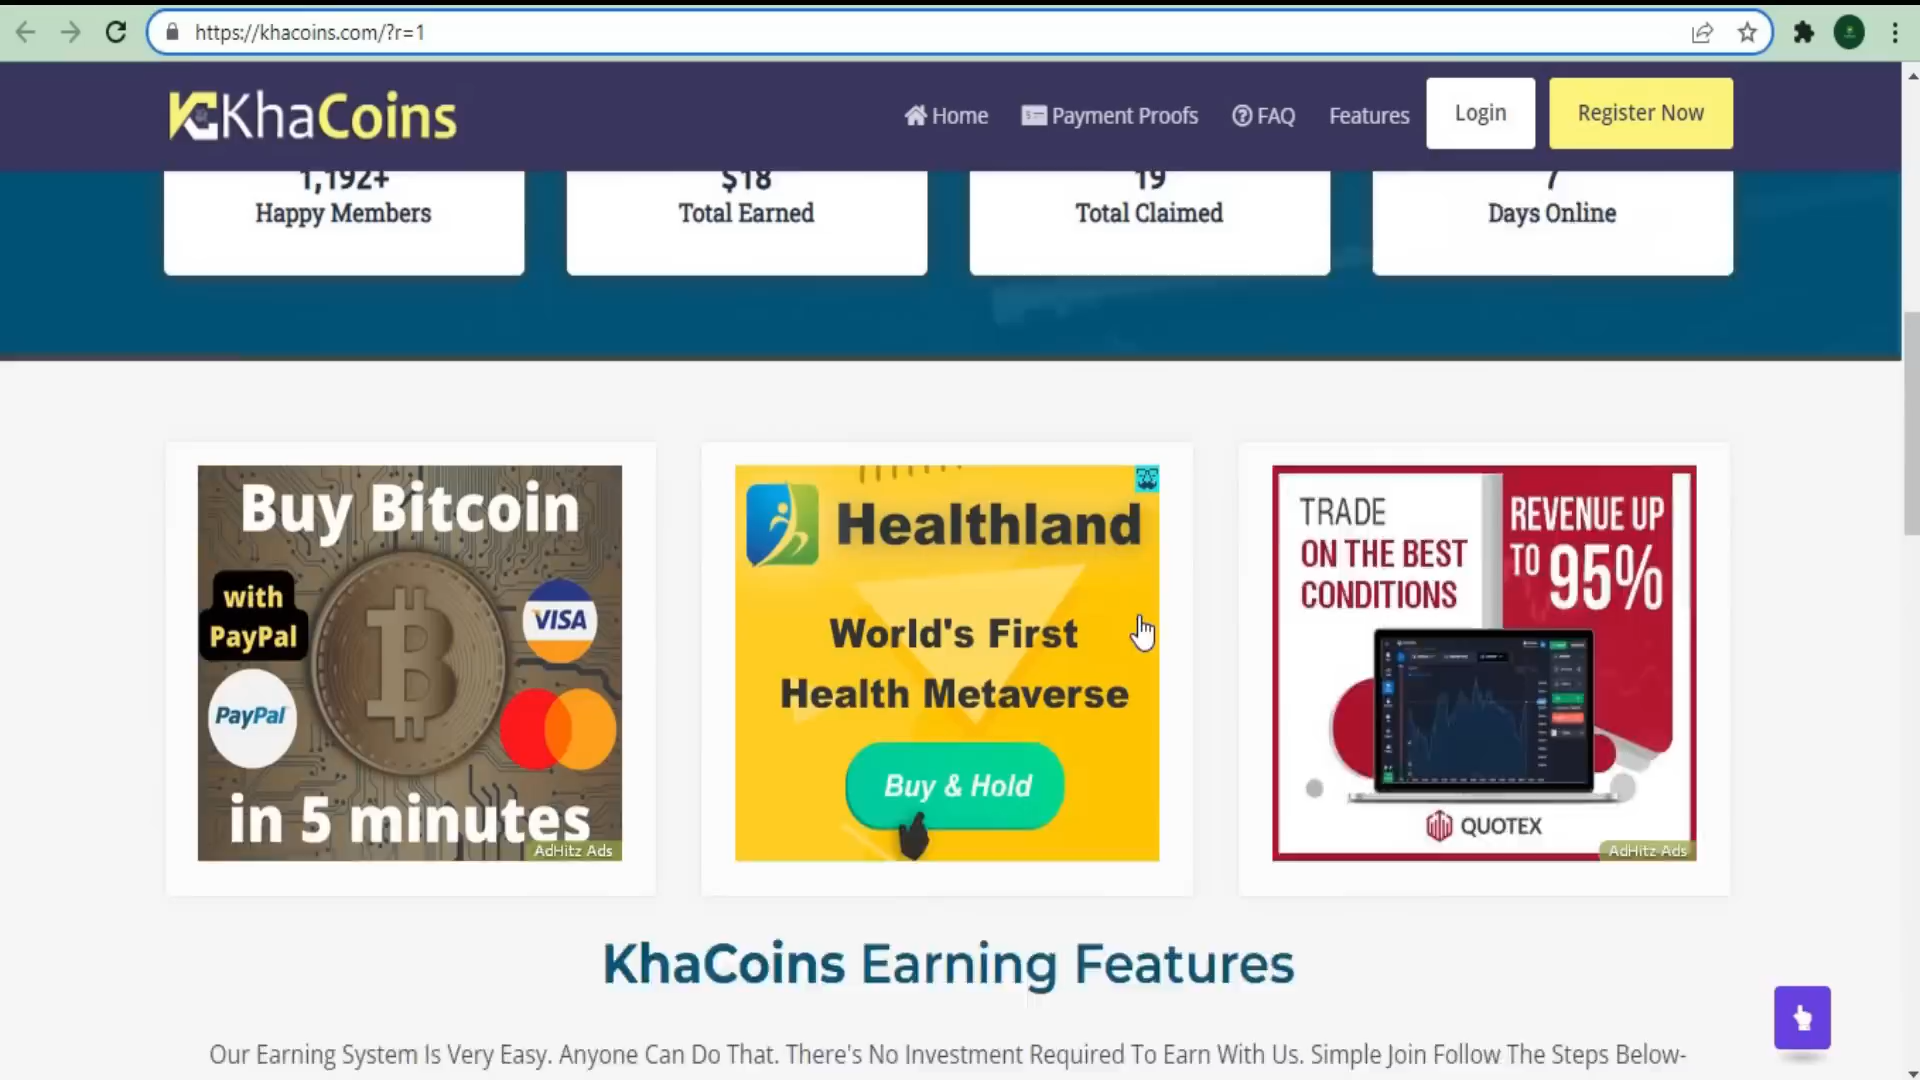 https://khacoins.com/?r=1
KhaCoins
Home
Payment Proofs
FAQ
Features
Login
Register Now
1,192+
Happy Members
$18
Total Earned
19
Total Claimed
7
Days Online
Buy Bitcoin
with
PayPal
VISA
PayPal
in 5 minutes
AdHitz Ads
Healthland
World's First
Health Metaverse
Buy & Hold
TRADE
ON THE BEST
CONDITIONS
REVENUE UP
TO 95%
QUOTEX
AdHitz Ads
KhaCoins Earning Features
Our Earning System Is Very Easy. Anyone Can Do That. There's No Investment Required To Earn With Us. Simple Join Follow The Steps Below-